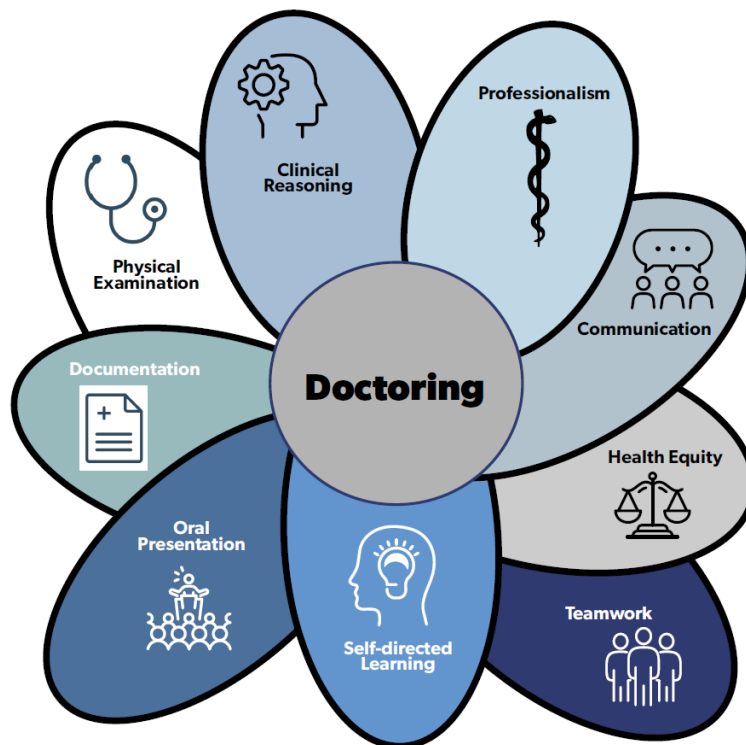 Professionalism
Clinical
Reasoning
Physical
Examination
Communication
Documentation
Doctoring
Health Equity
Oral
Presentation
Teamwork
Self-directed
Learning